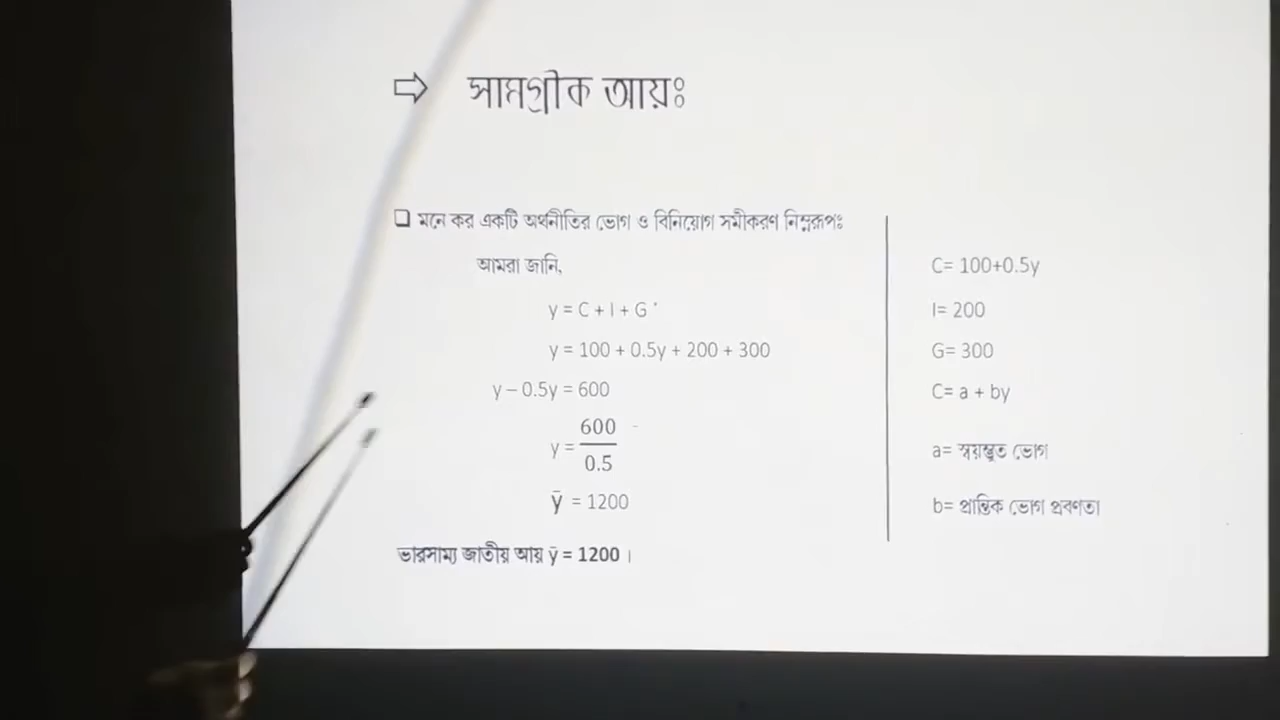 ⇨ সামগ্রীক আয়ঃ
❑ মনে কর একটি অর্থনীতির ভোগ ও বিনিয়োগ সমীকরণ নিম্নরূপঃ
আমরা জানি,
y = C + I + G
y = 100 + 0.5y + 200 + 300
y – 0.5y = 600
y = 600/0.5
ȳ = 1200
ভারসাম্য জাতীয় আয় ȳ = 1200 ।
C= 100+0.5y
I= 200
G= 300
C= a + by
a= স্বয়ম্ভূত ভোগ
b= প্রান্তিক ভোগ প্রবণতা